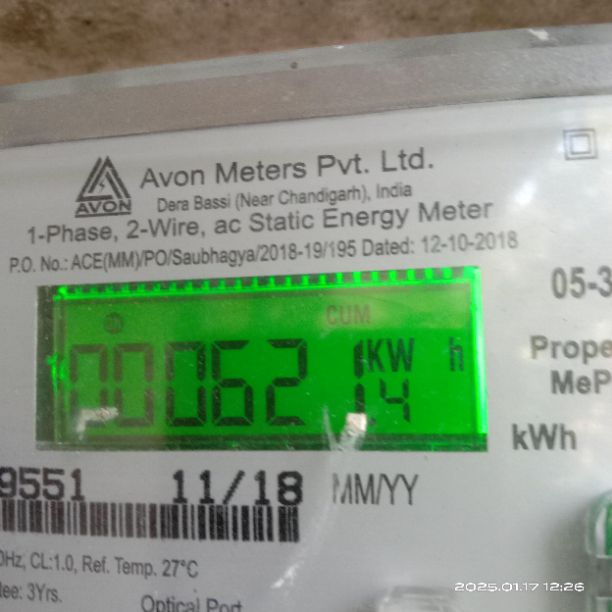 Avon Meters Pvt. Ltd.
AVON
Dera Bassi (Near Chandigarh), India
1-Phase, 2-Wire, ac Static Energy Meter
P.O. No.: ACE(MM)/PO/Saubhagya/2018-19/195 Dated: 12-10-2018
05-3
CUM
00062 KW h
14
Prope
MeP
kWh
9551 11/18 MM/YY
0Hz, CL:1.0, Ref. Temp. 27°C
tee: 3Yrs.
Optical Port
2025.01.17 12:26